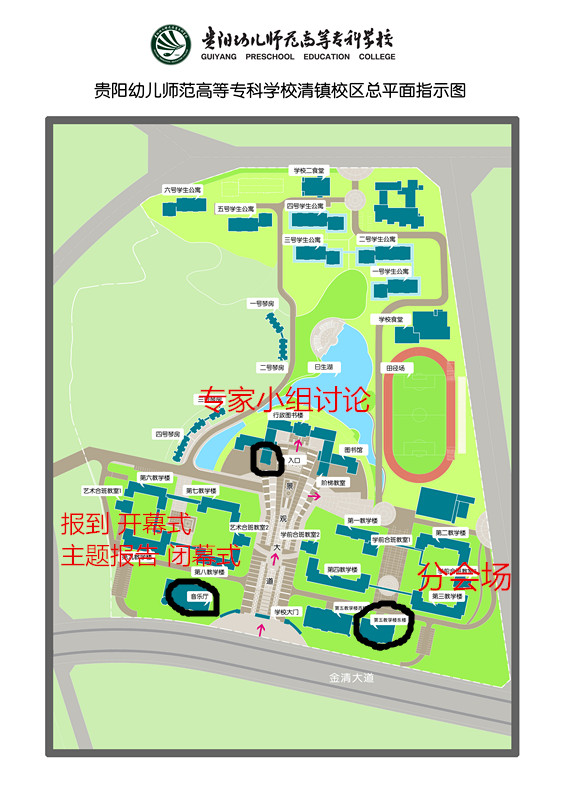 贵阳幼儿师范高等专科学校
GUIYANG PRESCHOOL EDUCATION COLLEGE
贵阳幼儿师范高等专科学校清镇校区总平面指示图
学校二食堂
六号学生公寓
五号学生公寓
四号学生公寓
三号学生公寓
二号学生公寓
一号学生公寓
一号琴房
学校食堂
二号琴房
日生湖
田径场
专家小组讨论
行政图书楼
四号琴房
入口
图书馆
第六教学楼
阶梯教室
艺术合班教室1
第七教学楼
景观大道
第一教学楼
报到 开幕式
艺术合班教室2
学前合班教室2
学前合班教室1
第二教学楼
主题报告 闭幕式
第八教学楼
第四教学楼
分会场
第三教学楼
音乐厅
学校大门
金清大道